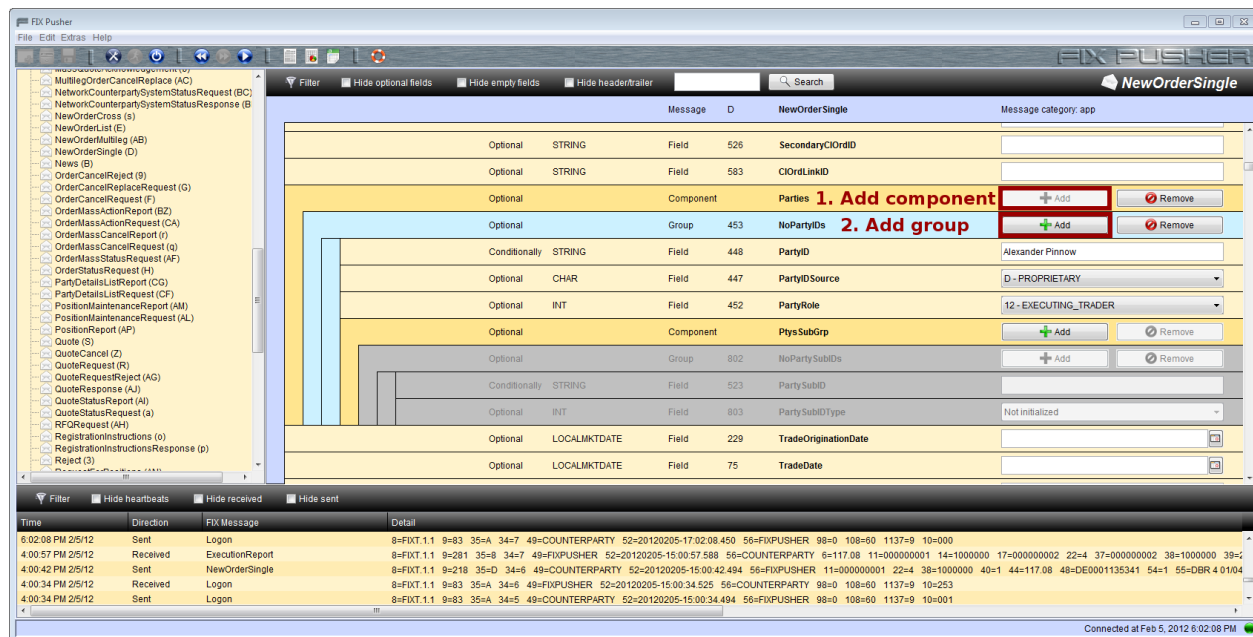 FIX Pusher
File Edit Extras Help
FIX PUSHER
MultilegOrderCancelReplace (AC)
NetworkCounterpartySystemStatusRequest (BC)
NetworkCounterpartySystemStatusResponse (B
NewOrderCross (s)
NewOrderList (E)
NewOrderMultileg (AB)
NewOrderSingle (D)
News (B)
OrderCancelReject (9)
OrderCancelReplaceRequest (G)
OrderCancelRequest (F)
OrderMassActionReport (BZ)
OrderMassActionRequest (CA)
OrderMassCancelReport (r)
OrderMassCancelRequest (q)
OrderMassStatusRequest (AF)
OrderStatusRequest (H)
PartyDetailsListReport (CG)
PartyDetailsListRequest (CF)
PositionMaintenanceReport (AM)
PositionMaintenanceRequest (AL)
PositionReport (AP)
Quote (S)
QuoteCancel (Z)
QuoteRequest (R)
QuoteRequestReject (AG)
QuoteResponse (AJ)
QuoteStatusReport (AI)
QuoteStatusRequest (a)
RFQRequest (AH)
RegistrationInstructions (o)
RegistrationInstructionsResponse (p)
Reject (3)
Filter Hide optional fields Hide empty fields Hide header/trailer Search NewOrderSingle
Message D NewOrderSingle Message category: app
Optional STRING Field 526 SecondaryClOrdID
Optional STRING Field 583 ClOrdLinkID
Optional Component Parties 1. Add component Add Remove
Optional Group 453 NoPartyIDs 2. Add group Add Remove
Conditionally STRING Field 448 PartyID Alexander Pinnow
Optional CHAR Field 447 PartyIDSource D - PROPRIETARY
Optional INT Field 452 PartyRole 12 - EXECUTING_TRADER
Optional Component PtysSubGrp Add Remove
Optional Group 802 NoPartySubIDs Add Remove
Conditionally STRING Field 523 PartySubID
Optional INT Field 803 PartySubIDType Not initialized
Optional LOCALMKTDATE Field 229 TradeOriginationDate
Optional LOCALMKTDATE Field 75 TradeDate
Filter Hide heartbeats Hide received Hide sent
Time Direction FIX Message Detail
6:02:08 PM 2/5/12 Sent Logon 8=FIXT.1.1 9=83 35=A 34=7 49=COUNTERPARTY 52=20120205-17:02:08.450 56=FIXPUSHER 98=0 108=60 1137=9 10=000
4:00:57 PM 2/5/12 Received ExecutionReport 8=FIXT.1.1 9=281 35=8 34=7 49=FIXPUSHER 52=20120205-15:00:57.588 56=COUNTERPARTY 6=117.08 11=000000001 14=1000000 17=000000002 22=4 37=000000002 38=1000000 39=2
4:00:42 PM 2/5/12 Sent NewOrderSingle 8=FIXT.1.1 9=218 35=D 34=6 49=COUNTERPARTY 52=20120205-15:00:42.494 56=FIXPUSHER 11=000000001 22=4 38=1000000 40=1 44=117.08 48=DE0001135341 54=1 55=DBR 4 01/04
4:00:34 PM 2/5/12 Received Logon 8=FIXT.1.1 9=83 35=A 34=6 49=FIXPUSHER 52=20120205-15:00:34.525 56=COUNTERPARTY 98=0 108=60 1137=9 10=253
4:00:34 PM 2/5/12 Sent Logon 8=FIXT.1.1 9=83 35=A 34=5 49=COUNTERPARTY 52=20120205-15:00:34.494 56=FIXPUSHER 98=0 108=60 1137=9 10=001
Connected at Feb 5, 2012 6:02:08 PM